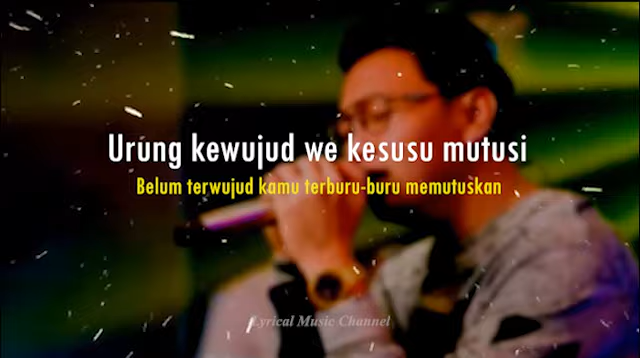 Urung kewujud we kesusu mutusi
Belum terwujud kamu terburu-buru memutuskan
Lyrical Music Channel